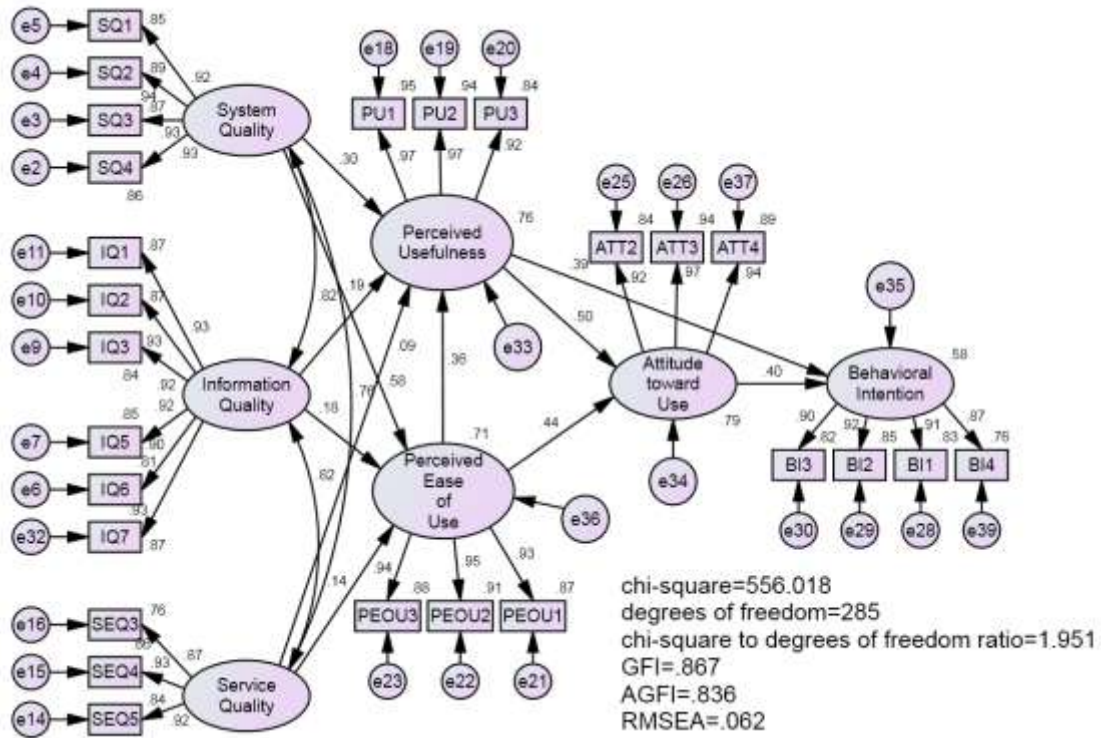 e5
SQ1
.85
e4
SQ2
.89
.92
e3
SQ3
.94
.87
System
Quality
e2
SQ4
.93
.93
.86
e18
e19
e20
PU1
.95
PU2
.94
PU3
.84
.97
.97
.92
.30
Perceived
Usefulness
.76
e25
e26
e37
ATT2
.84
ATT3
.94
ATT4
.89
.92
.97
.94
.39
e11
IQ1
.87
e10
IQ2
.87
e9
IQ3
.93
.93
.84
.92
.92
Information
Quality
e7
IQ5
.85
.90
e6
IQ6
.81
e32
IQ7
.93
.87
.82
.19
09
.76
.58
.18
.62
.36
e33
.50
Attitude
toward
Use
.79
.40
e35
Behavioral
Intention
.58
.44
e34
.90
.92
.91
.87
BI3
.82
BI2
.85
BI1
.83
BI4
.76
e30
e29
e28
e39
.71
Perceived
Ease
of
Use
e36
.14
.94
.95
.93
PEOU3
.88
PEOU2
.91
PEOU1
.87
e23
e22
e21
e16
SEQ3
.76
e15
SEQ4
.93
.87
e14
SEQ5
.84
.92
Service
Quality
chi-square=556.018
degrees of freedom=285
chi-square to degrees of freedom ratio=1.951
GFI=.867
AGFI=.836
RMSEA=.062